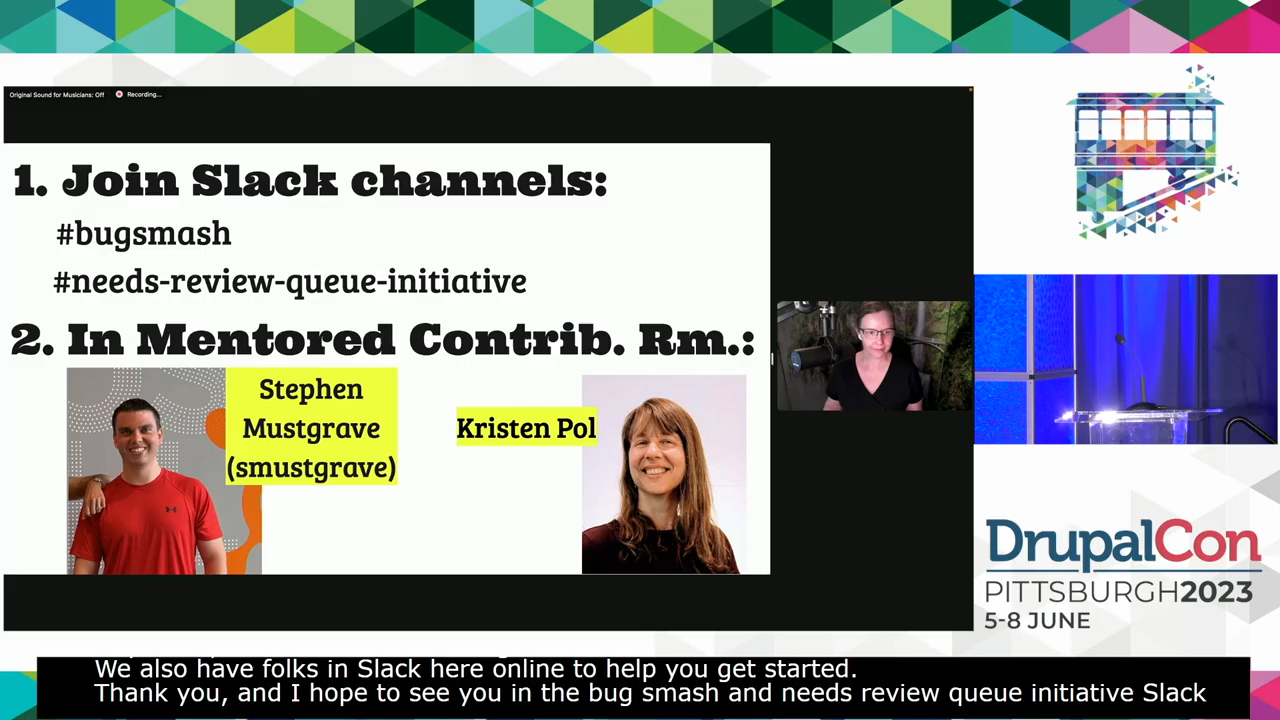 Original Sound for Musicians: Off
Recording...
1. Join Slack channels:
#bugsmash
#needs-review-queue-initiative
2. In Mentored Contrib. Rm.:
Stephen
Mustgrave
(smustgrave)
Kristen Pol
DrupalCon
PITTSBURGH2023
5-8 JUNE
We also have folks in Slack here online to help you get started.
Thank you, and I hope to see you in the bug smash and needs review queue initiative Slack